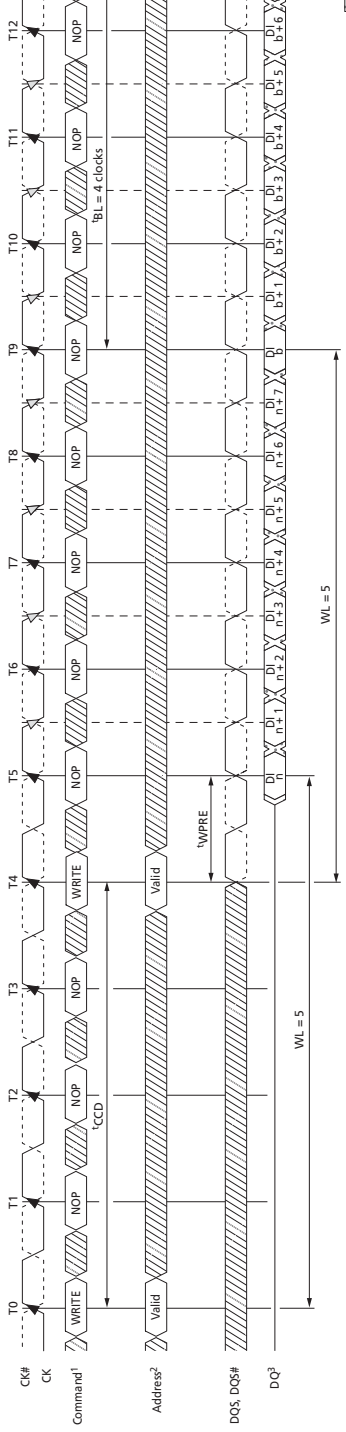 T0 T1 T2 T3 T4 T5 T6 T7 T8 T9 T10 T11 T12
CK#
CK
Command¹ WRITE NOP NOP NOP WRITE NOP NOP NOP NOP NOP NOP NOP NOP
tCCD
tBL = 4 clocks
Address² Valid Valid
tWPRE
DQS, DQS#
DQ³
DI n
DI n + 1
DI n + 2
DI n + 3
DI n + 4
DI n + 5
DI n + 6
DI n + 7
DI b
DI b + 1
DI b + 2
DI b + 3
DI b + 4
DI b + 5
DI b + 6
WL = 5
WL = 5